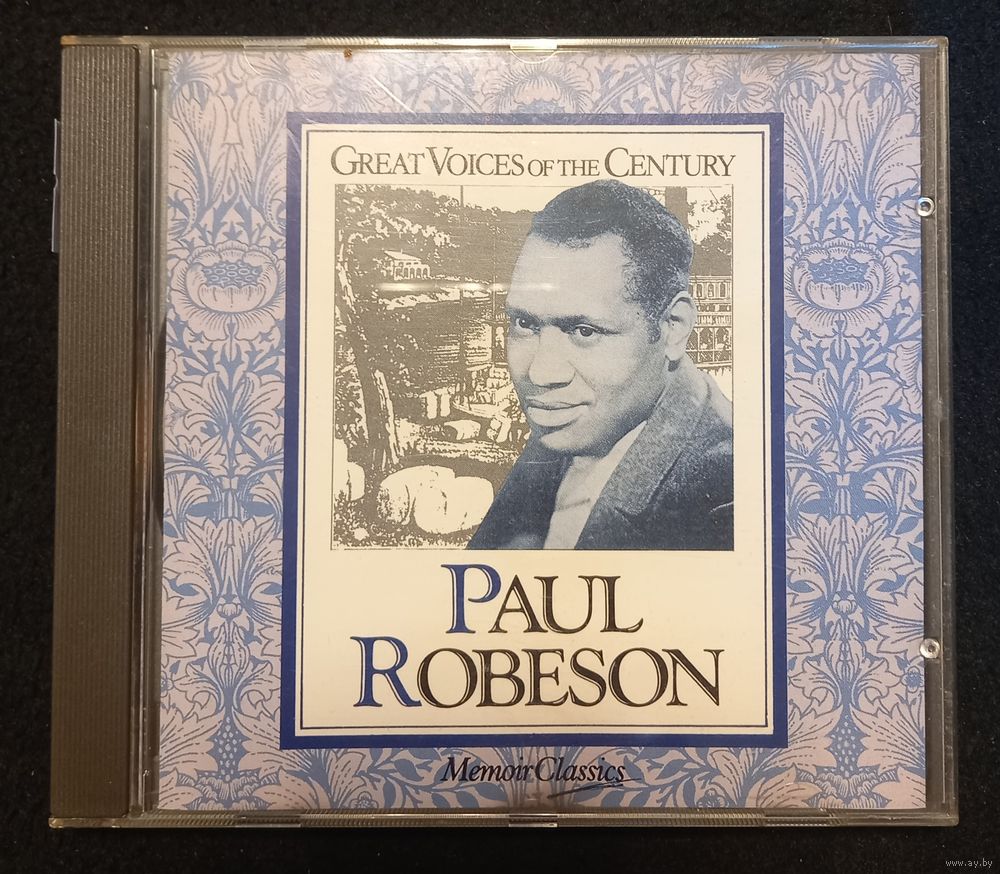 GREAT VOICES OF THE CENTURY
PAUL
ROBESON
Memoir Classics
www.ay.by